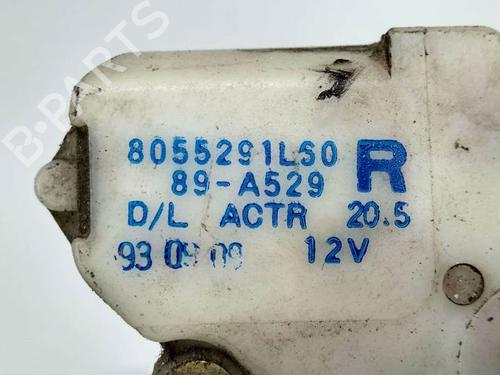 B-PARTS
8055291L60 R
89-A529
D/L ACTR 20.5
12V